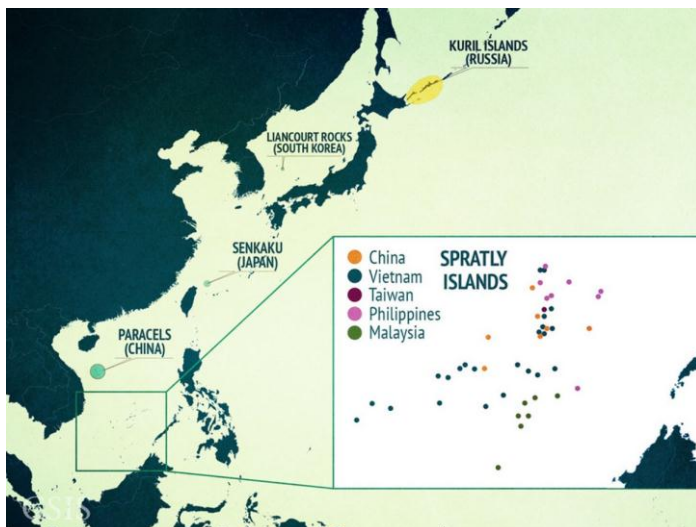 KURIL ISLANDS
(RUSSIA)
LIANCOURT ROCKS
(SOUTH KOREA)
SENKAKU
(JAPAN)
PARACELS
(CHINA)
SPRATLY
ISLANDS
China
Vietnam
Taiwan
Philippines
Malaysia
CSIS